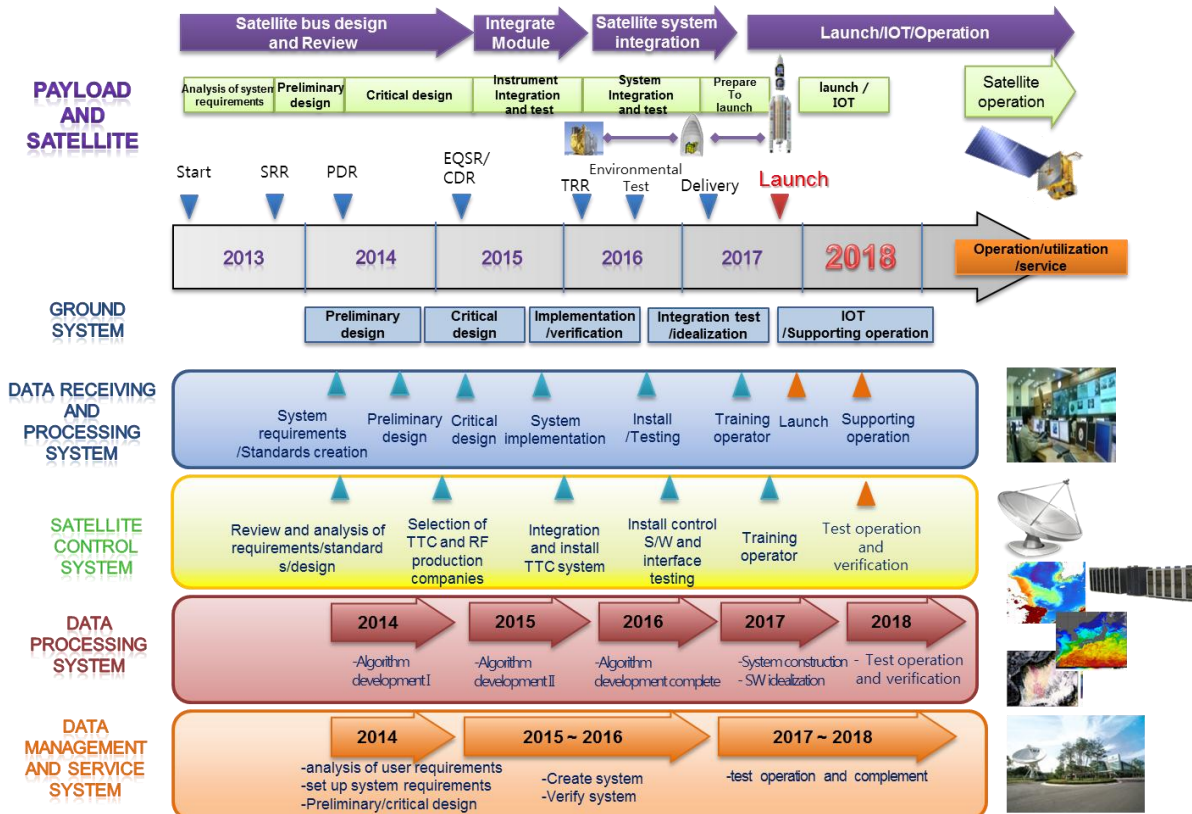 Satellite bus design
and Review
Integrate
Module
Satellite system
integration
Launch/IOT/Operation
PAYLOAD
AND
SATELLITE
Analysis of system
requirements
Preliminary
design
Critical design
Instrument
Integration
and test
System
Integration
and test
Prepare
To
launch
launch /
IOT
Satellite
operation
Start
SRR
PDR
EQSR/
CDR
TRR
Environmental
Test
Delivery
Launch
2013
2014
2015
2016
2017
2018
Operation/utilization
/service
GROUND
SYSTEM
Preliminary
design
Critical
design
Implementation
/verification
Integration test
/idealization
IOT
/Supporting operation
DATA RECEIVING
AND
PROCESSING
SYSTEM
System
requirements
/Standards creation
Preliminary
design
Critical
design
System
implementation
Install
/Testing
Training
operator
Launch
Supporting
operation
SATELLITE
CONTROL
SYSTEM
Review and analysis of
requirements/standard
s/design
Selection of
TTC and RF
production
companies
Integration
and install
TTC system
Install control
S/W and
interface
testing
Training
operator
Test operation
and
verification
DATA
PROCESSING
SYSTEM
2014
-Algorithm
development Ⅰ
2015
-Algorithm
development Ⅱ
2016
-Algorithm
development complete
2017
-System construction
- SW idealization
2018
- Test operation
and verification
DATA
MANAGEMENT
AND SERVICE
SYSTEM
2014
-analysis of user requirements
-set up system requirements
-Preliminary/critical design
2015 ~ 2016
-Create system
-Verify system
2017 ~ 2018
-test operation and complement